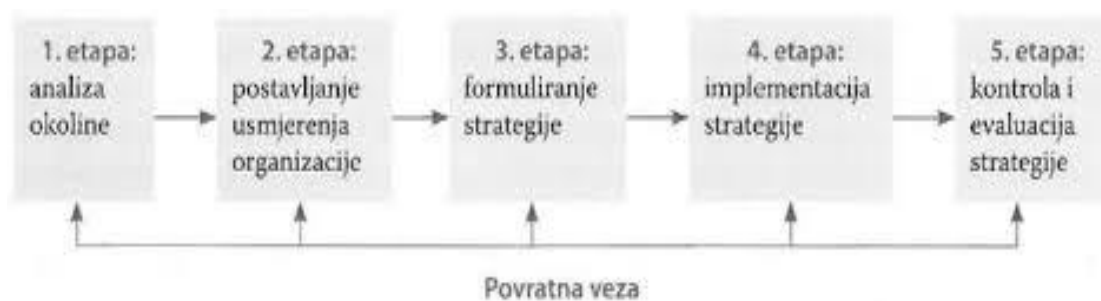 1. etapa:
analiza
okoline
2. etapa:
postavljanje
usmjerenja
organizacije
3. etapa:
formuliranje
strategije
4. etapa:
implementacija
strategije
5. etapa:
kontrola i
evaluacija
strategije
Povratna veza